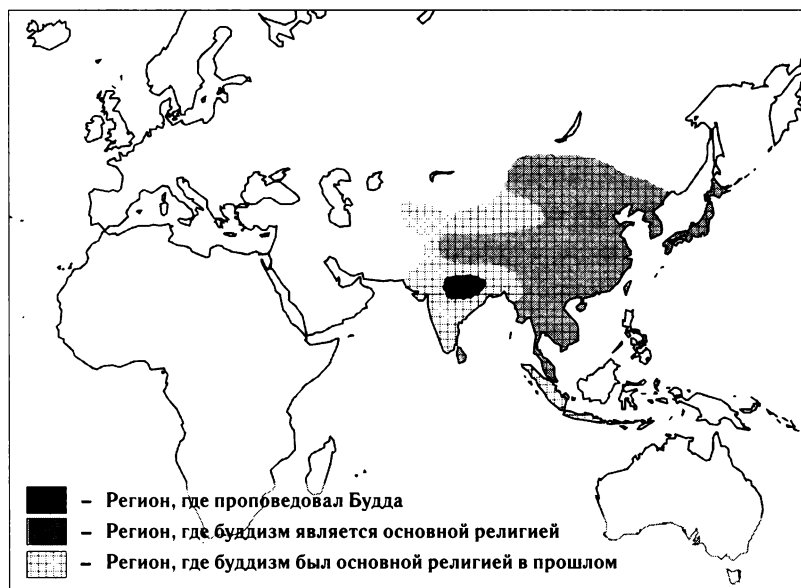 – Регион, где проповедовал Будда
– Регион, где буддизм является основной религией
– Регион, где буддизм был основной религией в прошлом